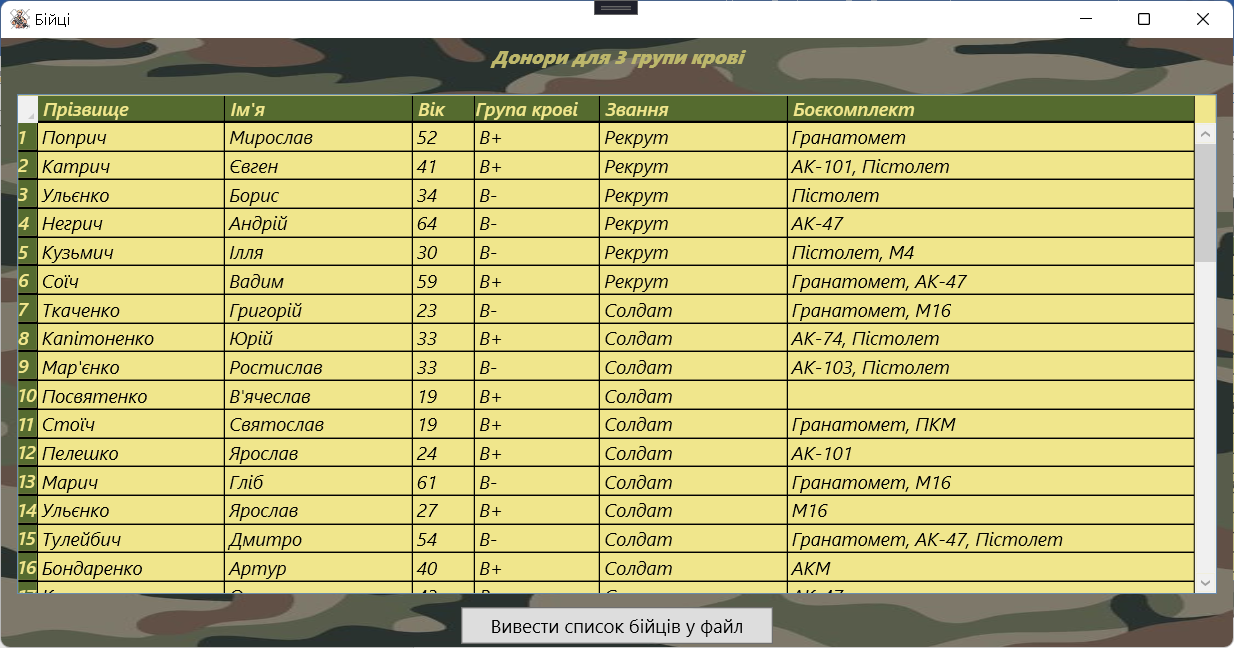 Бійці
Донори для 3 групи крові
Прізвище Ім'я Вік Група крові Звання Боєкомплект
1 Поприч Мирослав 52 B+ Рекрут Гранатомет
2 Катрич Євген 41 B+ Рекрут АК-101, Пістолет
3 Ульєнко Борис 34 B- Рекрут Пістолет
4 Негрич Андрій 64 B- Рекрут АК-47
5 Кузьмич Ілля 30 B- Рекрут Пістолет, М4
6 Соїч Вадим 59 B+ Рекрут Гранатомет, АК-47
7 Ткаченко Григорій 23 B- Солдат Гранатомет, М16
8 Капітоненко Юрій 33 B+ Солдат АК-74, Пістолет
9 Мар'єнко Ростислав 33 B- Солдат АК-103, Пістолет
10 Посвятенко В'ячеслав 19 B+ Солдат
11 Стоїч Святослав 19 B+ Солдат Гранатомет, ПКМ
12 Пелешко Ярослав 24 B+ Солдат АК-101
13 Марич Гліб 61 B- Солдат Гранатомет, М16
14 Ульєнко Ярослав 27 B+ Солдат М16
15 Тулейбич Дмитро 54 B- Солдат Гранатомет, АК-47, Пістолет
16 Бондаренко Артур 40 B+ Солдат АКМ
Вивести список бійців у файл